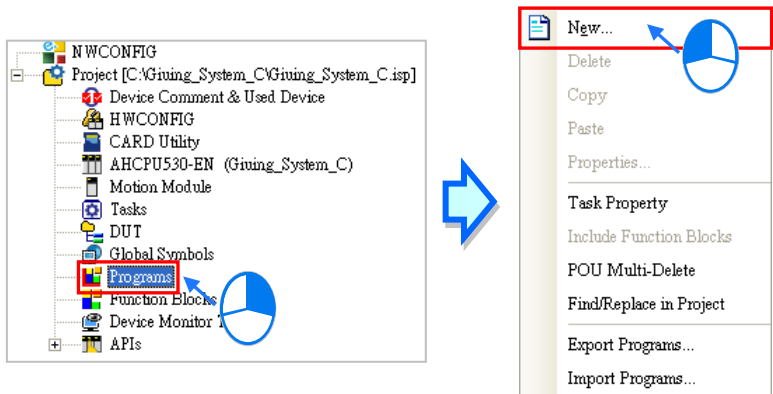 NWCONFIG
Project [C:\Giuing_System_C\Giuing_System_C.isp]
Device Comment & Used Device
HWCONFIG
CARD Utility
AHCPU530-EN (Giuing_System_C)
Motion Module
Tasks
DUT
Global Symbols
Programs
Function Blocks
Device Monitor
APIs
New...
Delete
Copy
Paste
Properties...
Task Property
Include Function Blocks
POU Multi-Delete
Find/Replace in Project
Export Programs...
Import Programs...